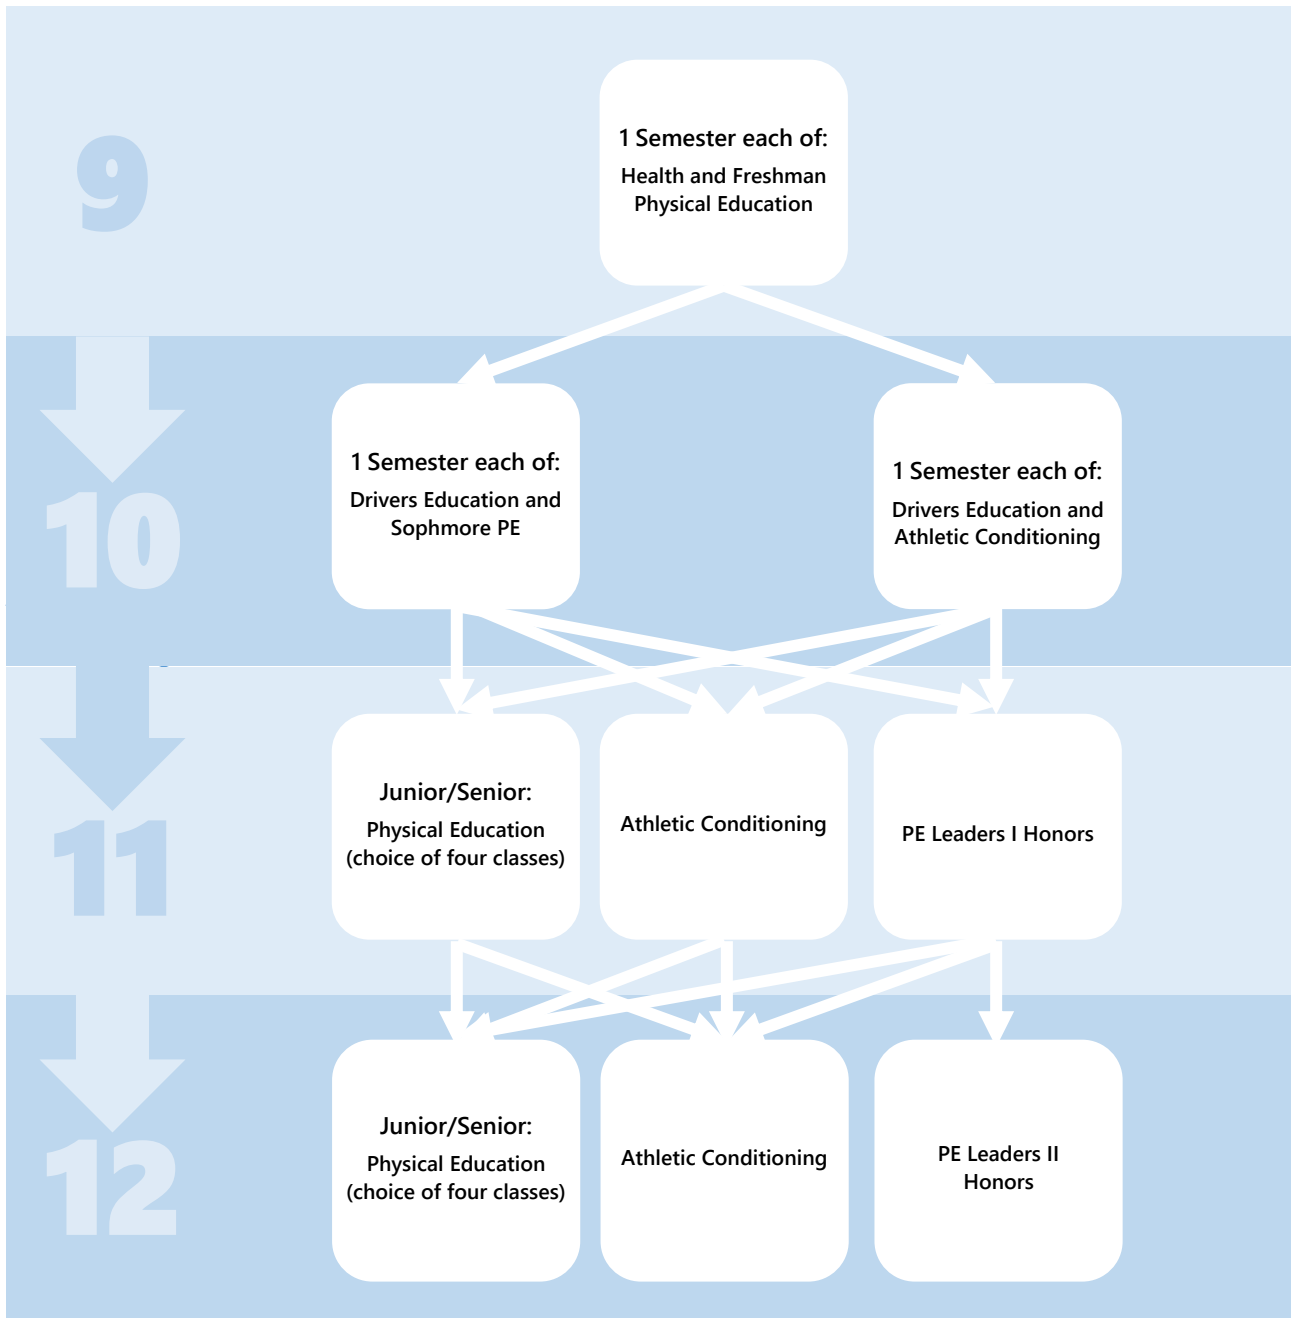 9
1 Semester each of:
Health and Freshman
Physical Education
10
1 Semester each of:
Drivers Education and
Sophmore PE
1 Semester each of:
Drivers Education and
Athletic Conditioning
11
Junior/Senior:
Physical Education
(choice of four classes)
Athletic Conditioning
PE Leaders I Honors
12
Junior/Senior:
Physical Education
(choice of four classes)
Athletic Conditioning
PE Leaders II
Honors